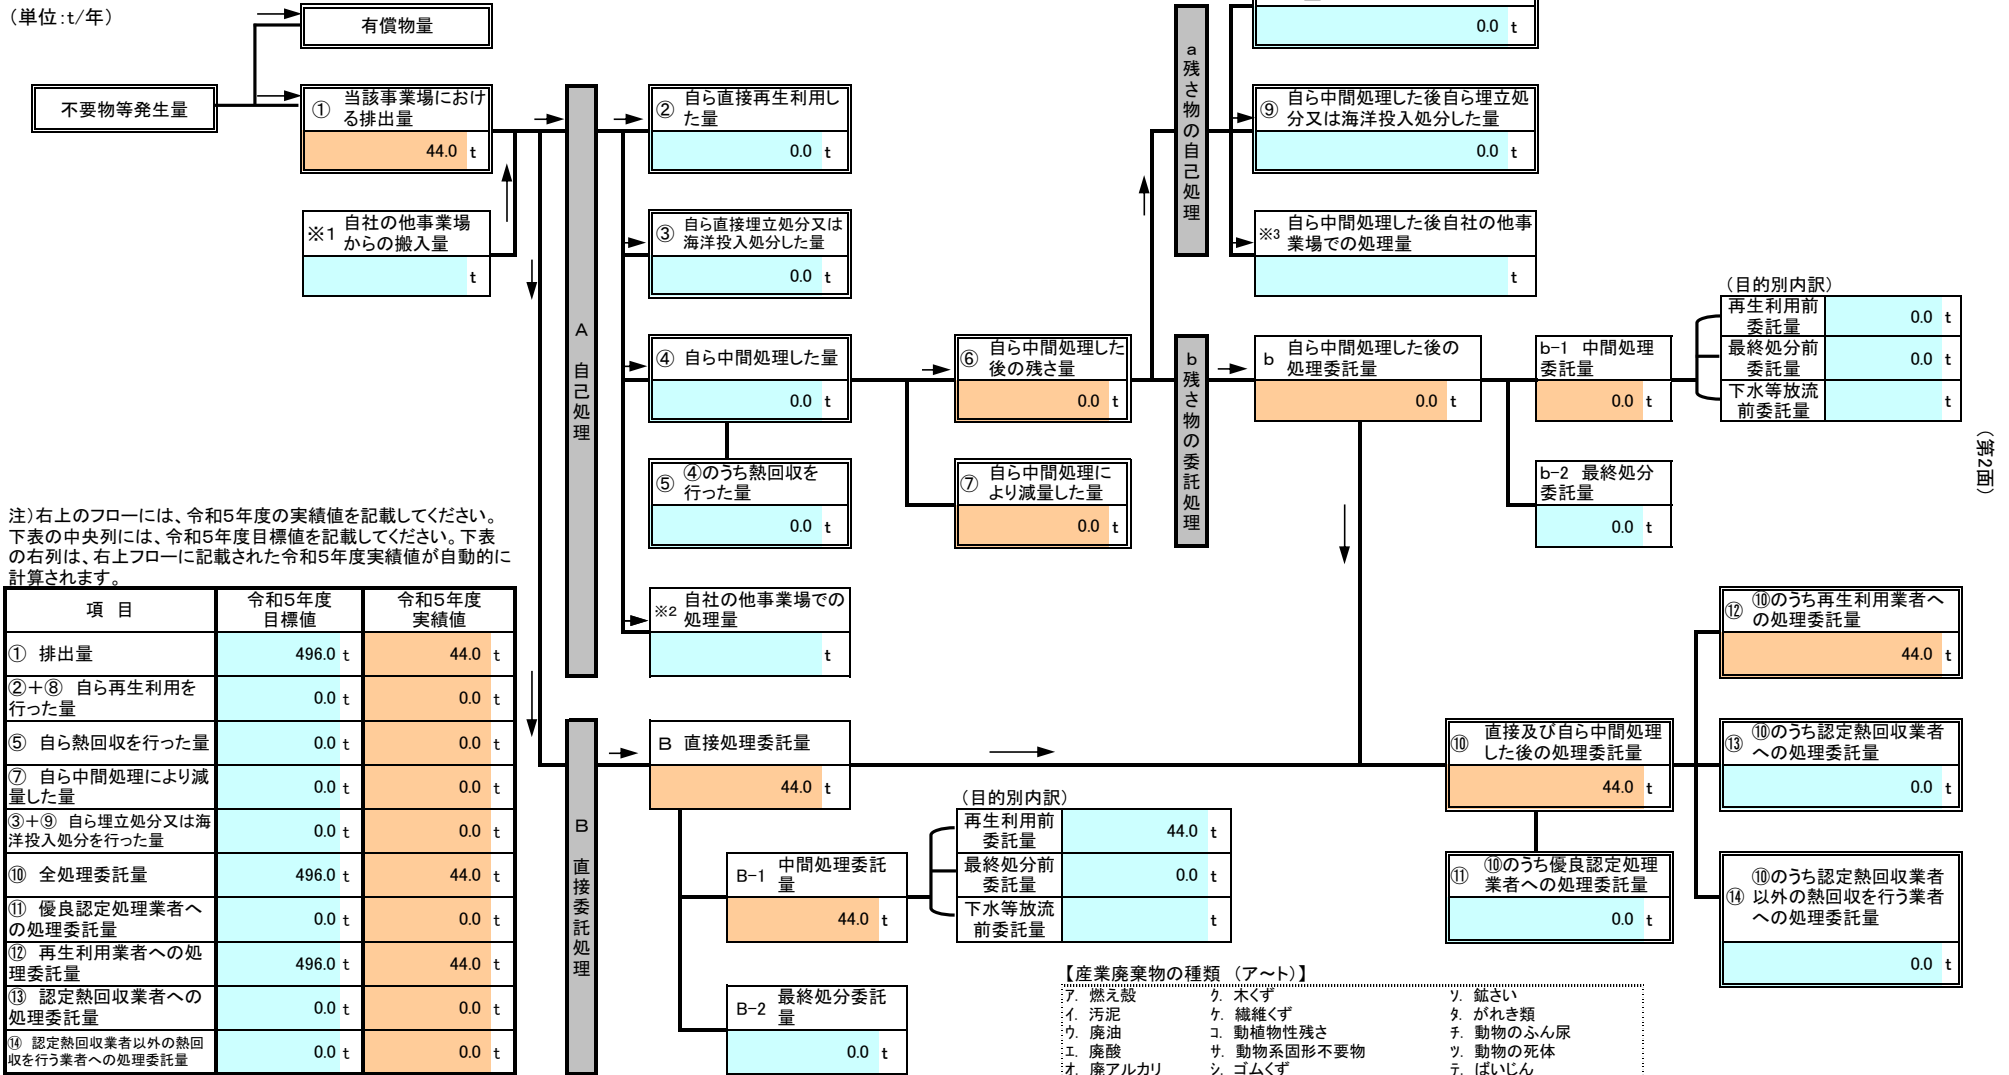 （単位:t/年）
有償物量
不要物等発生量
① 当該事業場におけ
る排出量
44.0 t
※1 自社の他事業場
からの搬入量
t
A 自己処理
② 自ら直接再生利用し
た量
0.0 t
③ 自ら直接埋立処分又は
海洋投入処分した量
0.0 t
④ 自ら中間処理した量
0.0 t
⑤ ④のうち熱回収を
行った量
0.0 t
※2 自社の他事業場での
処理量
t
⑥ 自ら中間処理した
後の残さ量
0.0 t
⑦ 自ら中間処理に
より減量した量
0.0 t
a 残さ物の自己処理
0.0 t
⑨ 自ら中間処理した後自ら埋立処
分又は海洋投入処分した量
0.0 t
※3 自ら中間処理した後自社の他事
業場での処理量
t
b 残さ物の委託処理
b 自ら中間処理した後の
処理委託量
0.0 t
b-1 中間処理
委託量
0.0 t
b-2 最終処分
委託量
0.0 t
（目的別内訳）
再生利用前
委託量 0.0 t
最終処分前
委託量 0.0 t
下水等放流
前委託量 t
（第2面）
注）右上のフローには、令和5年度の実績値を記載してください。
下表の中央列には、令和5年度目標値を記載してください。下表
の右列は、右上フローに記載された令和5年度実績値が自動的に
計算されます。
項 目 令和5年度
目標値 令和5年度
実績値
① 排出量 496.0 t 44.0 t
②＋⑧ 自ら再生利用を
行った量 0.0 t 0.0 t
⑤ 自ら熱回収を行った量 0.0 t 0.0 t
⑦ 自ら中間処理により減
量した量 0.0 t 0.0 t
③＋⑨ 自ら埋立処分又は海
洋投入処分を行った量 0.0 t 0.0 t
⑩ 全処理委託量 496.0 t 44.0 t
⑪ 優良認定処理業者へ
の処理委託量 0.0 t 0.0 t
⑫ 再生利用業者への処
理委託量 496.0 t 44.0 t
⑬ 認定熱回収業者への
処理委託量 0.0 t 0.0 t
⑭ 認定熱回収業者以外の熱回
収を行う業者への処理委託量 0.0 t 0.0 t
B 直接委託処理
B 直接処理委託量
44.0 t
B-1 中間処理委託
量
44.0 t
B-2 最終処分委託
量
0.0 t
（目的別内訳）
再生利用前
委託量 44.0 t
最終処分前
委託量 0.0 t
下水等放流
前委託量 t
⑩ 直接及び自ら中間処理
した後の処理委託量
44.0 t
⑪ ⑩のうち優良認定処理
業者への処理委託量
0.0 t
⑫ ⑩のうち再生利用業者へ
の処理委託量
44.0 t
⑬ ⑩のうち認定熱回収業者
への処理委託量
0.0 t
⑭ ⑩のうち認定熱回収業者
以外の熱回収を行う業者
への処理委託量
0.0 t
【産業廃棄物の種類 （ア～ト）】
ア. 燃え殻 ク. 木くず ソ. 鉱さい
イ. 汚泥 ケ. 繊維くず タ. がれき類
ウ. 廃油 コ. 動植物性残さ チ. 動物のふん尿
エ. 廃酸 サ. 動物系固形不要物 ツ. 動物の死体
オ. 廃アルカリ シ. ゴムくず テ. ばいじん